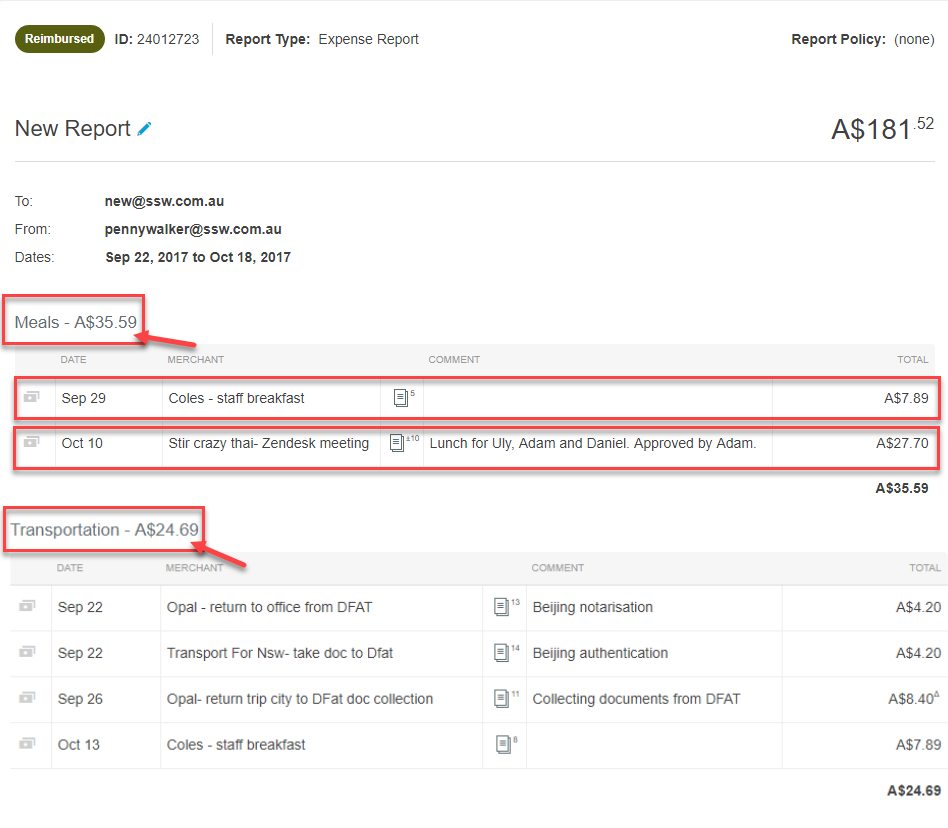 Reimbursed ID: 24012723 Report Type: Expense Report Report Policy: (none)
New Report A$181.52
To: new@ssw.com.au
From: pennywalker@ssw.com.au
Dates: Sep 22, 2017 to Oct 18, 2017
Meals - A$35.59
DATE MERCHANT COMMENT TOTAL
Sep 29 Coles - staff breakfast 5 A$7.89
Oct 10 Stir crazy thai- Zendesk meeting ±10 Lunch for Uly, Adam and Daniel. Approved by Adam. A$27.70
A$35.59
Transportation - A$24.69
DATE MERCHANT COMMENT TOTAL
Sep 22 Opal - return to office from DFAT 13 Beijing notarisation A$4.20
Sep 22 Transport For Nsw- take doc to Dfat 14 Beijing authentication A$4.20
Sep 26 Opal- return trip city to DFat doc collection 11 Collecting documents from DFAT A$8.40Δ
Oct 13 Coles - staff breakfast 8 A$7.89
A$24.69